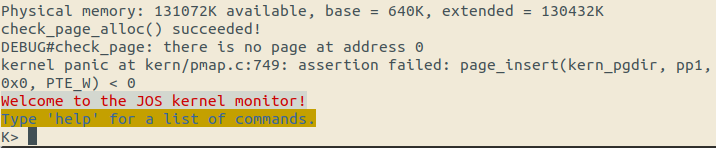 Physical memory: 131072K available, base = 640K, extended = 130432K
check_page_alloc() succeeded!
DEBUG#check_page: there is no page at address 0
kernel panic at kern/pmap.c:749: assertion failed: page_insert(kern_pgdir, pp1,
0x0, PTE_W) < 0
Welcome to the JOS kernel monitor!
Type 'help' for a list of commands.
K>